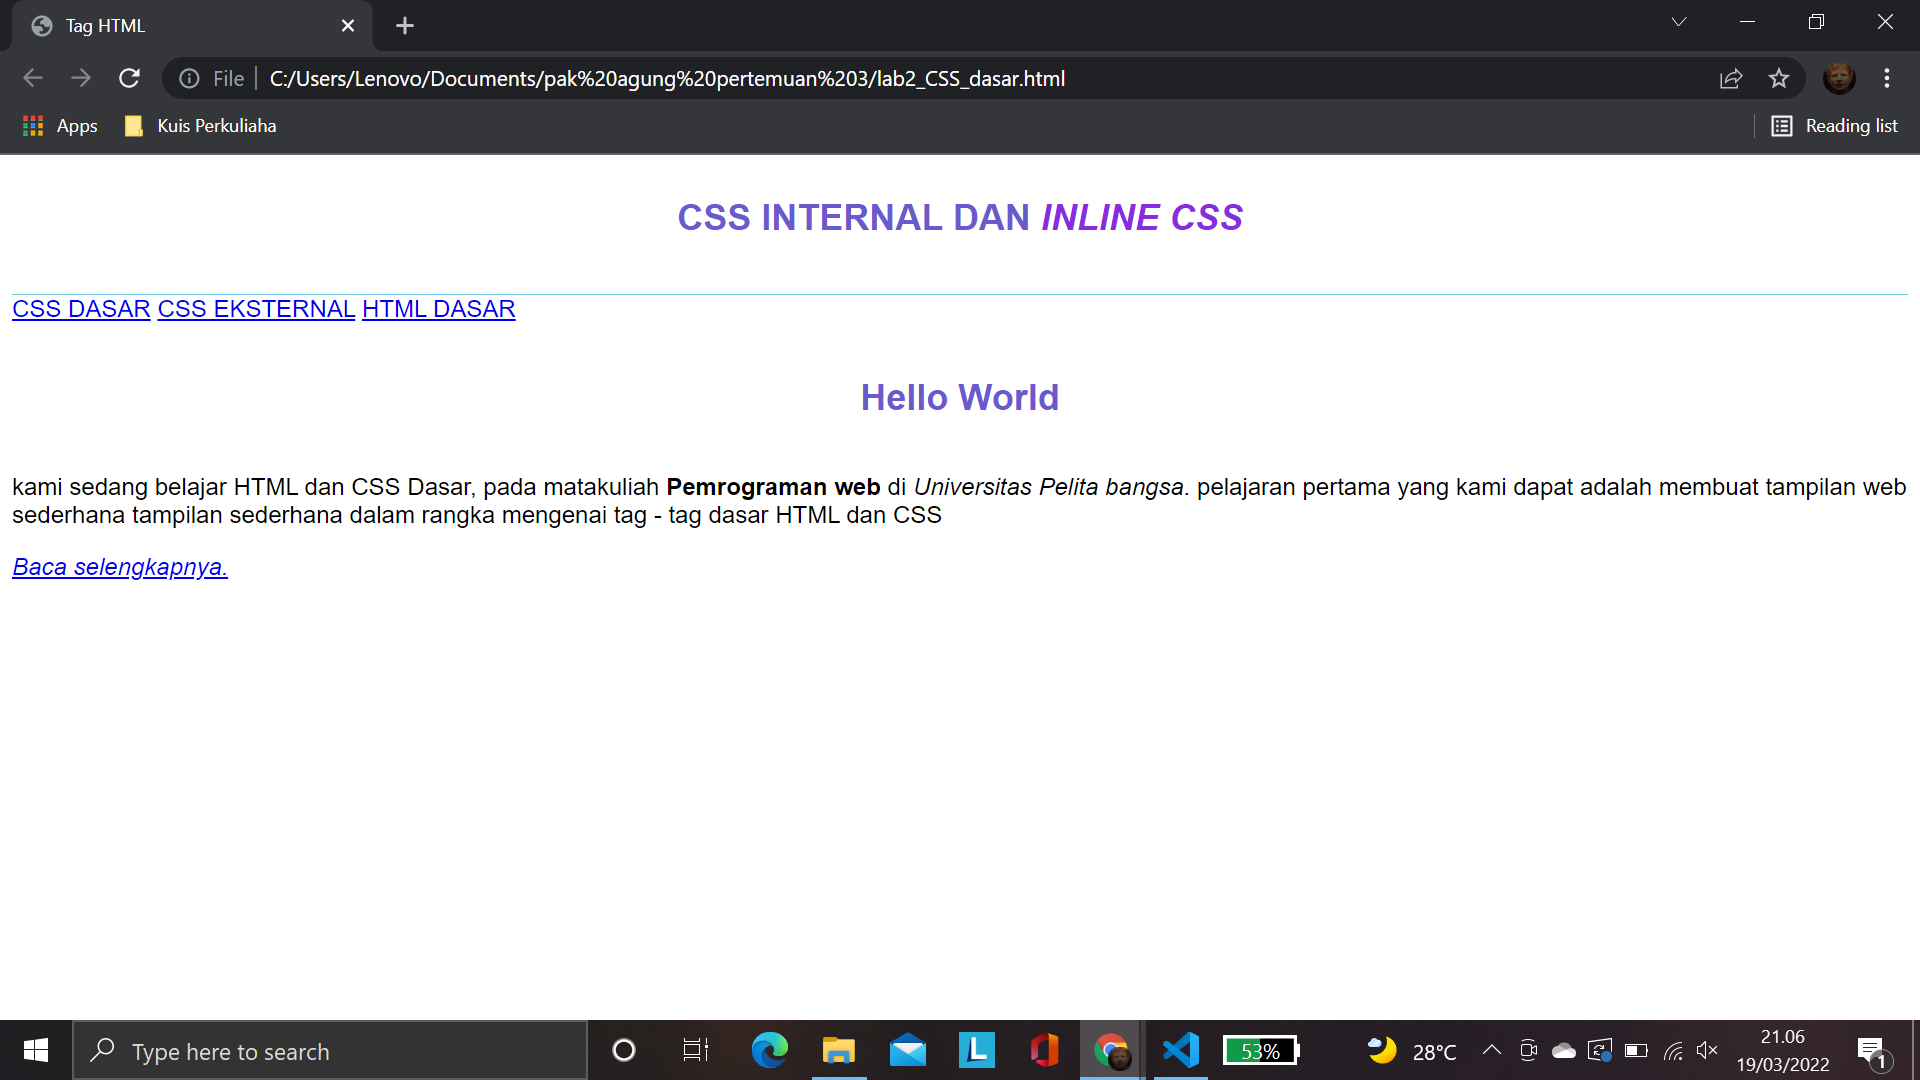 Tag HTML
File C:/Users/Lenovo/Documents/pak%20agung%20pertemuan%203/lab2_CSS_dasar.html
Apps Kuis Perkuliaha Reading list
CSS INTERNAL DAN INLINE CSS
CSS DASAR CSS EKSTERNAL HTML DASAR
Hello World
kami sedang belajar HTML dan CSS Dasar, pada matakuliah Pemrograman web di Universitas Pelita bangsa. pelajaran pertama yang kami dapat adalah membuat tampilan web
sederhana tampilan sederhana dalam rangka mengenai tag - tag dasar HTML dan CSS
Baca selengkapnya.
Type here to search L 53% 28°C 21.06
19/03/2022 1